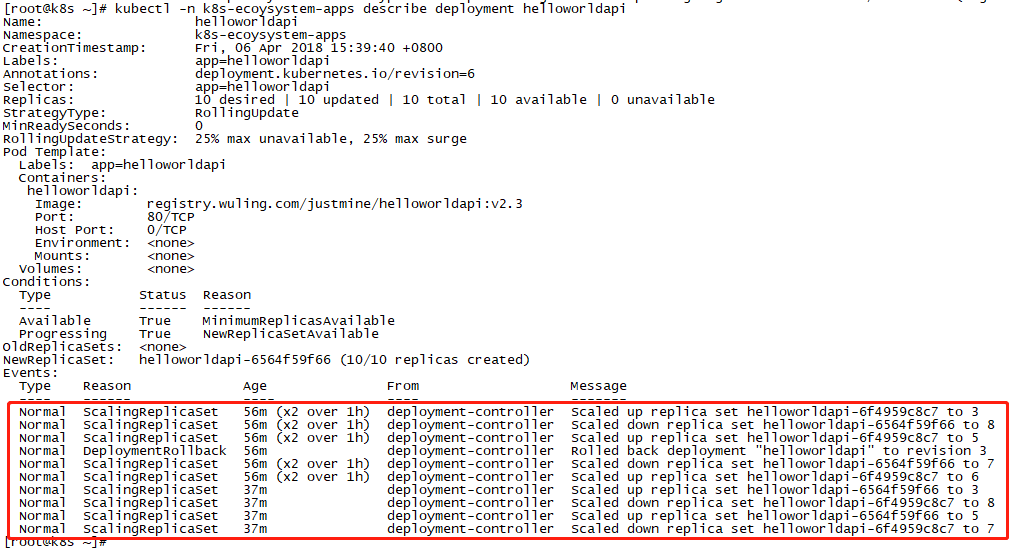 [root@k8s ~]# kubectl -n k8s-ecoysystem-apps describe deployment helloworldapi
Name:                   helloworldapi
Namespace:              k8s-ecoysystem-apps
CreationTimestamp:      Fri, 06 Apr 2018 15:39:40 +0800
Labels:                 app=helloworldapi
Annotations:            deployment.kubernetes.io/revision=6
Selector:               app=helloworldapi
Replicas:               10 desired | 10 updated | 10 total | 10 available | 0 unavailable
StrategyType:           RollingUpdate
MinReadySeconds:        0
RollingUpdateStrategy:  25% max unavailable, 25% max surge
Pod Template:
  Labels:  app=helloworldapi
  Containers:
   helloworldapi:
    Image:        registry.wuling.com/justmine/helloworldapi:v2.3
    Port:         80/TCP
    Host Port:    0/TCP
    Environment:  <none>
    Mounts:       <none>
  Volumes:        <none>
Conditions:
  Type           Status  Reason
  ----           ------  ------
  Available      True    MinimumReplicasAvailable
  Progressing    True    NewReplicaSetAvailable
OldReplicaSets:  <none>
NewReplicaSet:   helloworldapi-6564f59f66 (10/10 replicas created)
Events:
  Type    Reason              Age               From                   Message
  ----    ------              ----              ----                   -------
  Normal  ScalingReplicaSet   56m (x2 over 1h)  deployment-controller  Scaled up replica set helloworldapi-6f4959c8c7 to 3
  Normal  ScalingReplicaSet   56m (x2 over 1h)  deployment-controller  Scaled down replica set helloworldapi-6564f59f66 to 8
  Normal  ScalingReplicaSet   56m (x2 over 1h)  deployment-controller  Scaled up replica set helloworldapi-6f4959c8c7 to 5
  Normal  DeploymentRollback  56m               deployment-controller  Rolled back deployment "helloworldapi" to revision 3
  Normal  ScalingReplicaSet   56m (x2 over 1h)  deployment-controller  Scaled down replica set helloworldapi-6564f59f66 to 7
  Normal  ScalingReplicaSet   56m (x2 over 1h)  deployment-controller  Scaled up replica set helloworldapi-6f4959c8c7 to 6
  Normal  ScalingReplicaSet   37m               deployment-controller  Scaled up replica set helloworldapi-6564f59f66 to 3
  Normal  ScalingReplicaSet   37m               deployment-controller  Scaled down replica set helloworldapi-6f4959c8c7 to 8
  Normal  ScalingReplicaSet   37m               deployment-controller  Scaled up replica set helloworldapi-6564f59f66 to 5
  Normal  ScalingReplicaSet   37m               deployment-controller  Scaled down replica set helloworldapi-6f4959c8c7 to 7
[root@k8s ~]#